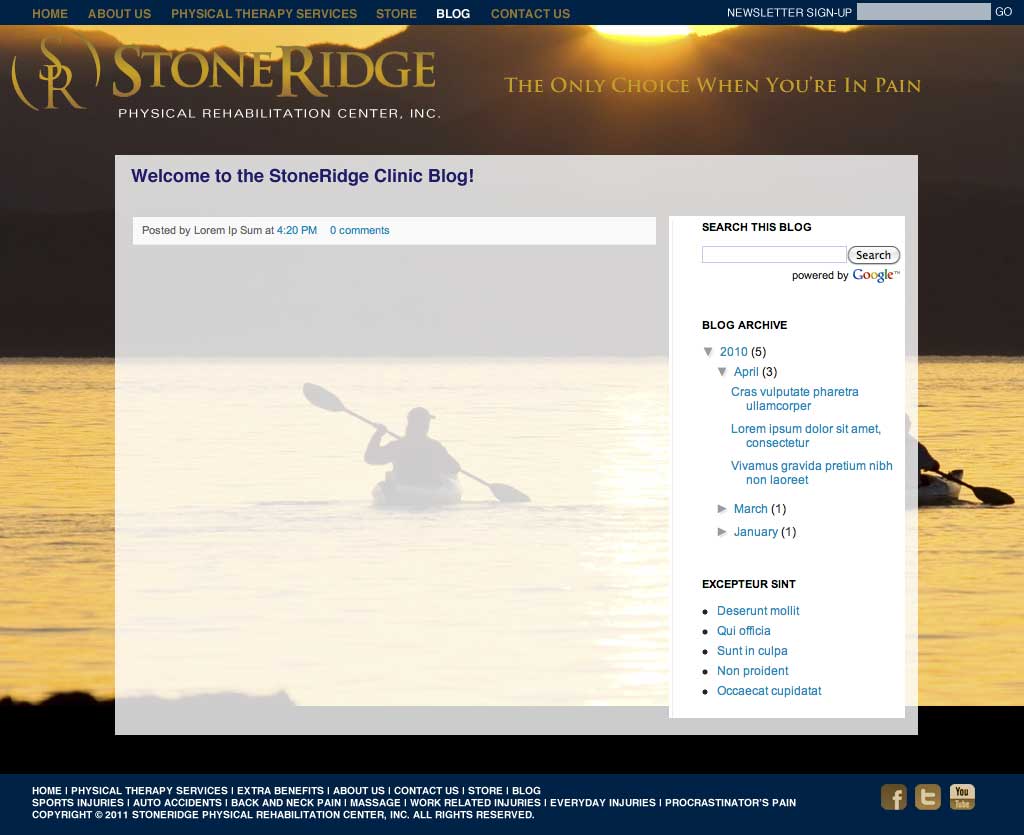 HOME ABOUT US PHYSICAL THERAPY SERVICES STORE BLOG CONTACT US NEWSLETTER SIGN-UP GO
SR STONERIDGE
PHYSICAL REHABILITATION CENTER, INC.
THE ONLY CHOICE WHEN YOU'RE IN PAIN
Welcome to the StoneRidge Clinic Blog!
Posted by Lorem Ip Sum at 4:20 PM 0 comments
SEARCH THIS BLOG
Search
powered by Google™
BLOG ARCHIVE
▼ 2010 (5)
▼ April (3)
Cras vulputate pharetra
ullamcorper
Lorem ipsum dolor sit amet,
consectetur
Vivamus gravida pretium nibh
non laoreet
► March (1)
► January (1)
EXCEPTEUR SINT
• Deserunt mollit
• Qui officia
• Sunt in culpa
• Non proident
• Occaecat cupidatat
HOME | PHYSICAL THERAPY SERVICES | EXTRA BENEFITS | ABOUT US | CONTACT US | STORE | BLOG
SPORTS INJURIES | AUTO ACCIDENTS | BACK AND NECK PAIN | MASSAGE | WORK RELATED INJURIES | EVERYDAY INJURIES | PROCRASTINATOR'S PAIN
COPYRIGHT © 2011 STONERIDGE PHYSICAL REHABILITATION CENTER, INC. ALL RIGHTS RESERVED.
f t You
Tube